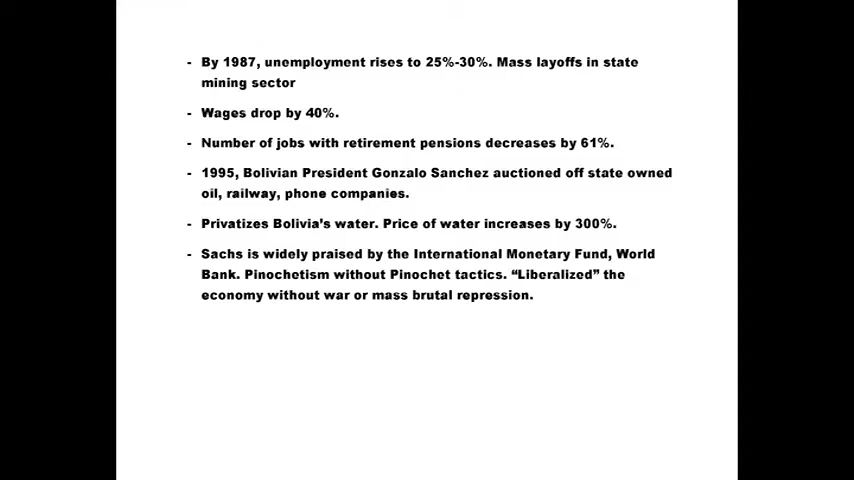 - By 1987, unemployment rises to 25%-30%. Mass layoffs in state
mining sector
- Wages drop by 40%.
- Number of jobs with retirement pensions decreases by 61%.
- 1995, Bolivian President Gonzalo Sanchez auctioned off state owned
oil, railway, phone companies.
- Privatizes Bolivia's water. Price of water increases by 300%.
- Sachs is widely praised by the International Monetary Fund, World
Bank. Pinochetism without Pinochet tactics. “Liberalized” the
economy without war or mass brutal repression.